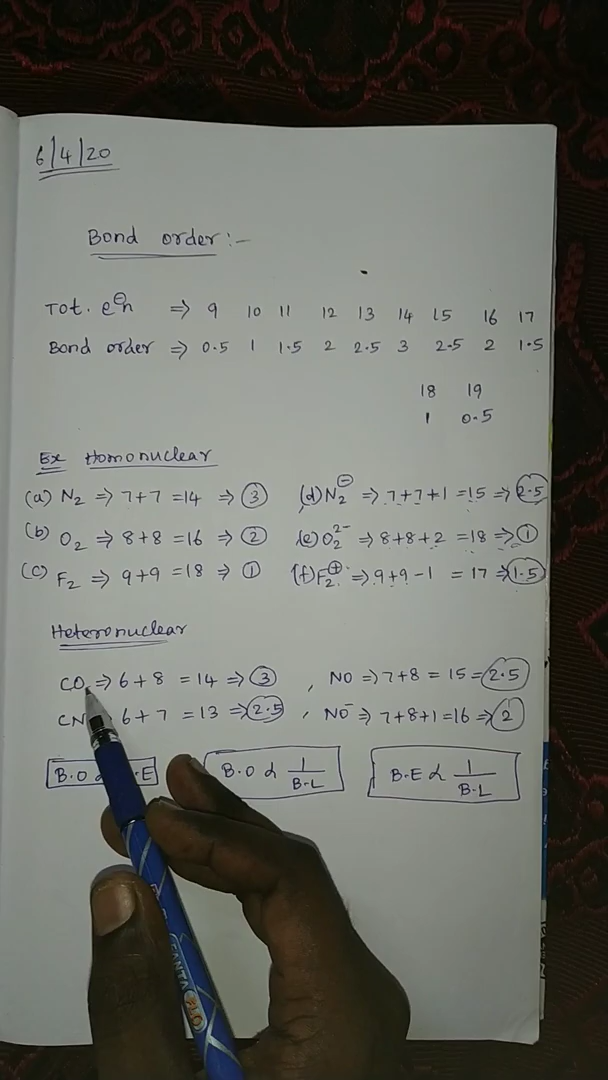 6/4/20
Bond order:-
Tot. e⊖n ⇒ 9 10 11 12 13 14 15 16 17
Bond order ⇒ 0.5 1 1.5 2 2.5 3 2.5 2 1.5
18 19
1 0.5
Ex Homonuclear
(a) N₂ ⇒ 7+7 = 14 ⇒ 3 (d) N₂⊖ ⇒ 7+7+1 = 15 ⇒ 2.5
(b) O₂ ⇒ 8+8 = 16 ⇒ 2 (e) O₂²⁻ ⇒ 8+8+2 = 18 ⇒ 1
(c) F₂ ⇒ 9+9 = 18 ⇒ 1 (f) F₂⊕ ⇒ 9+9-1 = 17 ⇒ 1.5
Heteronuclear
CO ⇒ 6+8 = 14 ⇒ 3 , NO ⇒ 7+8 = 15 = 2.5
CN 6+7 = 13 ⇒ 2.5 , NO⁻ ⇒ 7+8+1 = 16 ⇒ 2
B.O E B.O α 1/B-L B.E α 1/B-L
FANTA FLO